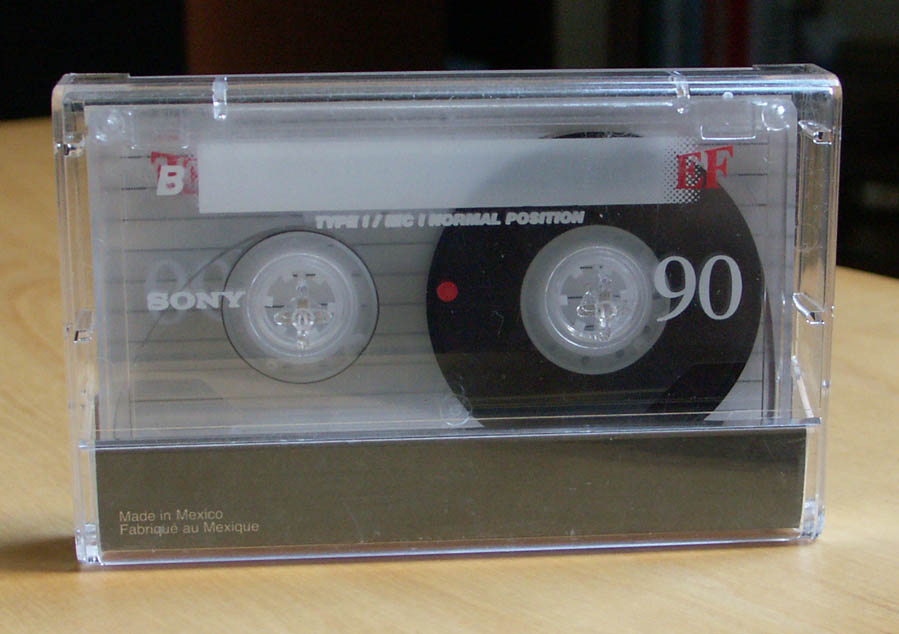 B
EF
TYPE I / IEC I NORMAL POSITION
SONY
90
Made in Mexico
Fabriqué au Mexique